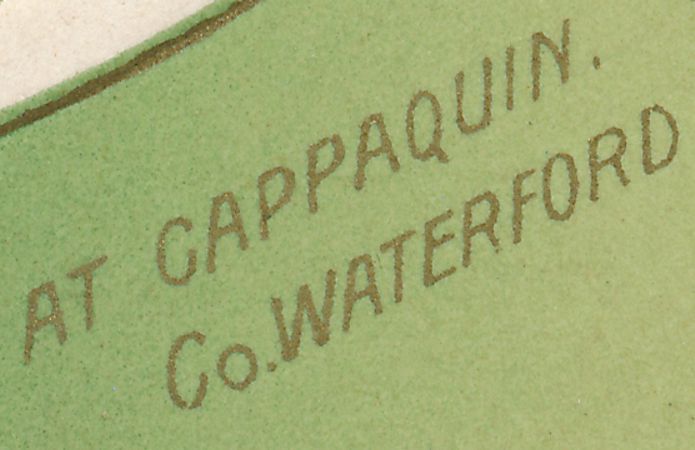 AT CAPPAQUIN.
Co. WATERFORD